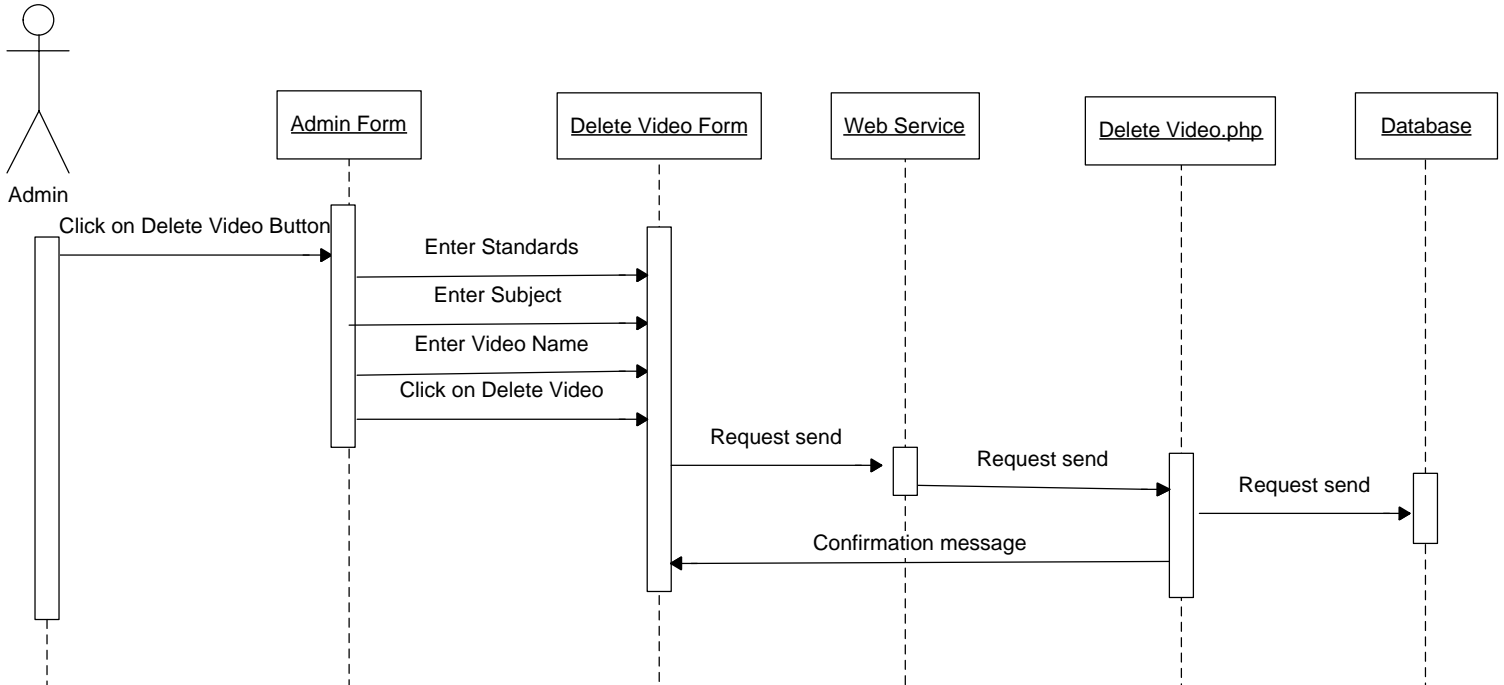 Admin Form
Delete Video Form
Web Service
Delete Video.php
Database
Admin
Click on Delete Video Button
Enter Standards
Enter Subject
Enter Video Name
Click on Delete Video
Request send
Request send
Request send
Confirmation message